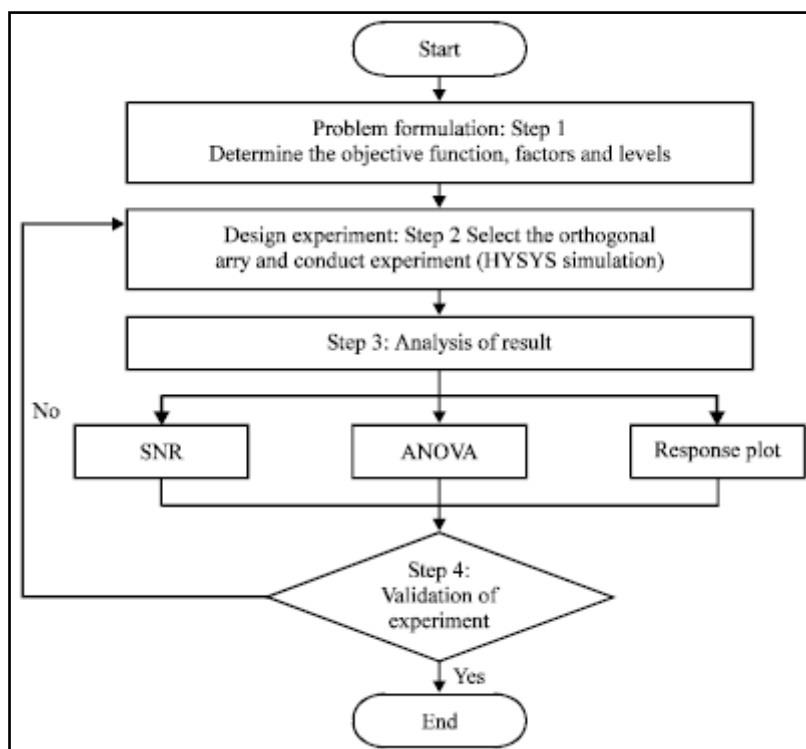 Start
Problem formulation: Step 1
Determine the objective function, factors and levels
Design experiment: Step 2 Select the orthogonal
arry and conduct experiment (HYSYS simulation)
Step 3: Analysis of result
No
SNR
ANOVA
Response plot
Step 4:
Validation of
experiment
Yes
End